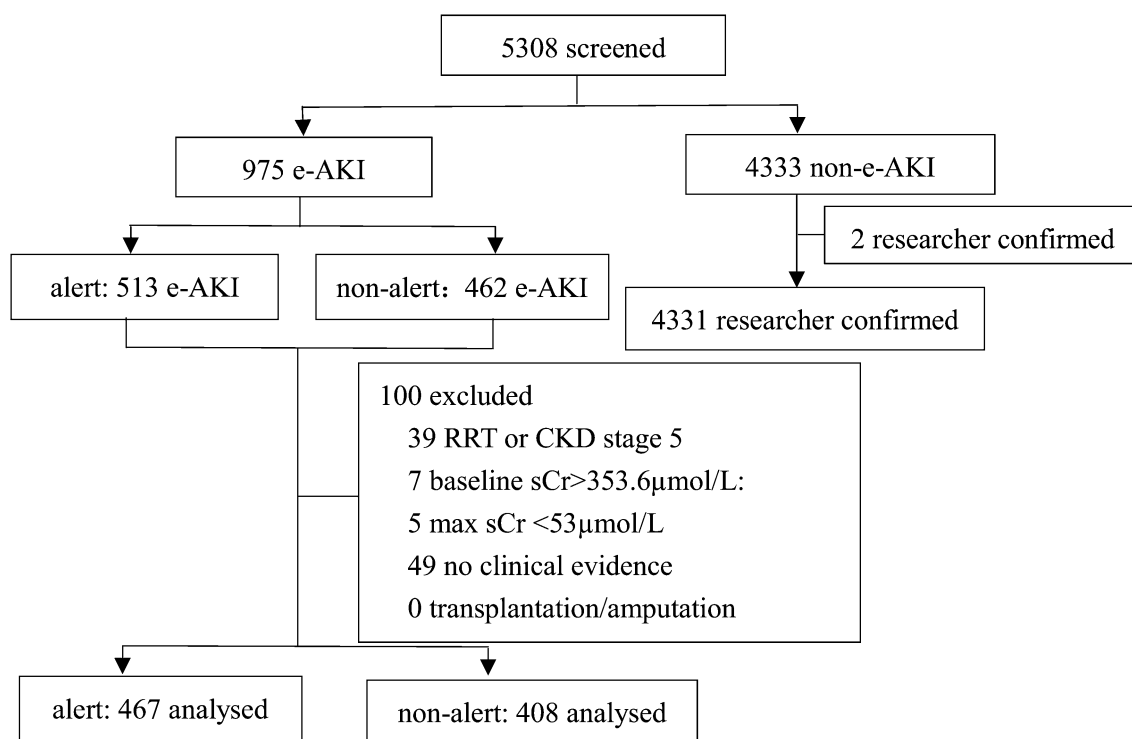 5308 screened
975 e-AKI
4333 non-e-AKI
2 researcher confirmed
alert: 513 e-AKI
non-alert：462 e-AKI
4331 researcher confirmed
100 excluded
39 RRT or CKD stage 5
7 baseline sCr>353.6μmol/L:
5 max sCr <53μmol/L
49 no clinical evidence
0 transplantation/amputation
alert: 467 analysed
non-alert: 408 analysed